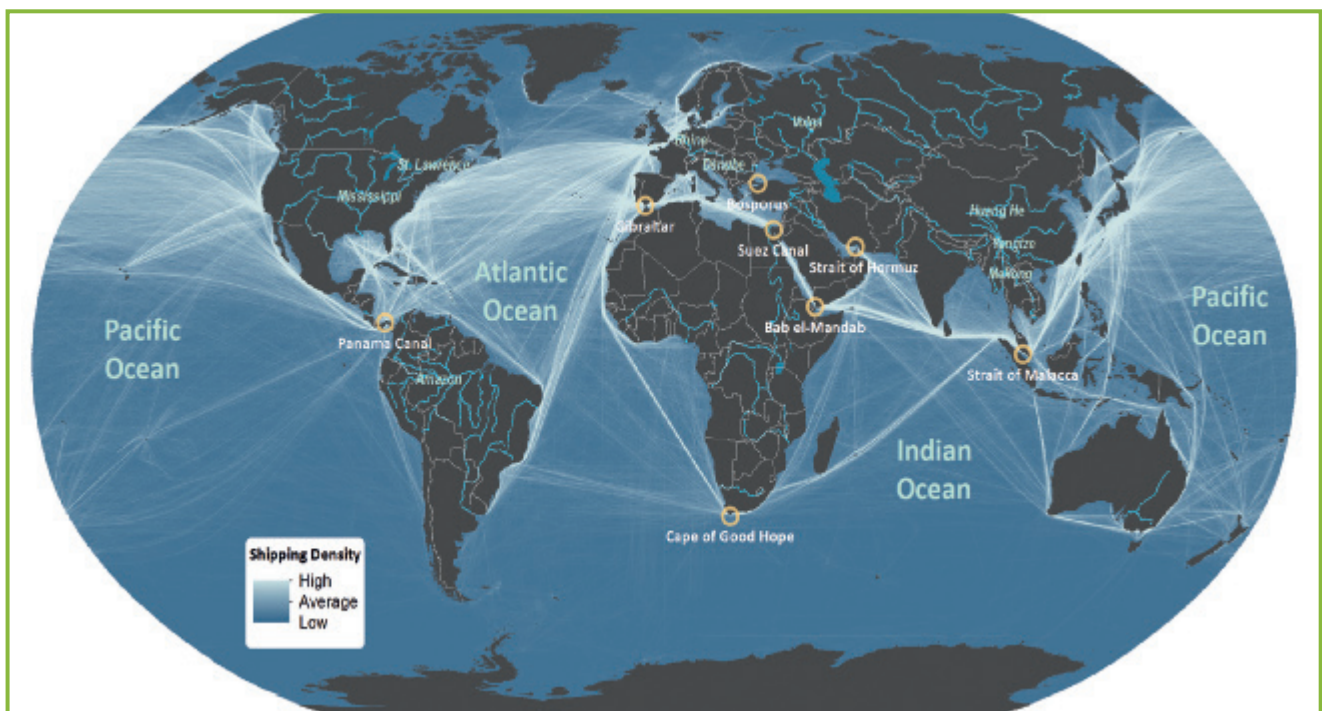 Volga
Rhine
St. Lawrence
Danube
Mississippi
Bosporus
Huang He
Gibraltar
Suez Canal
Yangtze
Strait of Hormuz
Mekong
Atlantic
Ocean
Pacific
Ocean
Bab el-Mandab
Pacific
Ocean
Panama Canal
Strait of Malacca
Amazon
Indian
Ocean
Cape of Good Hope
Shipping Density
High
Average
Low